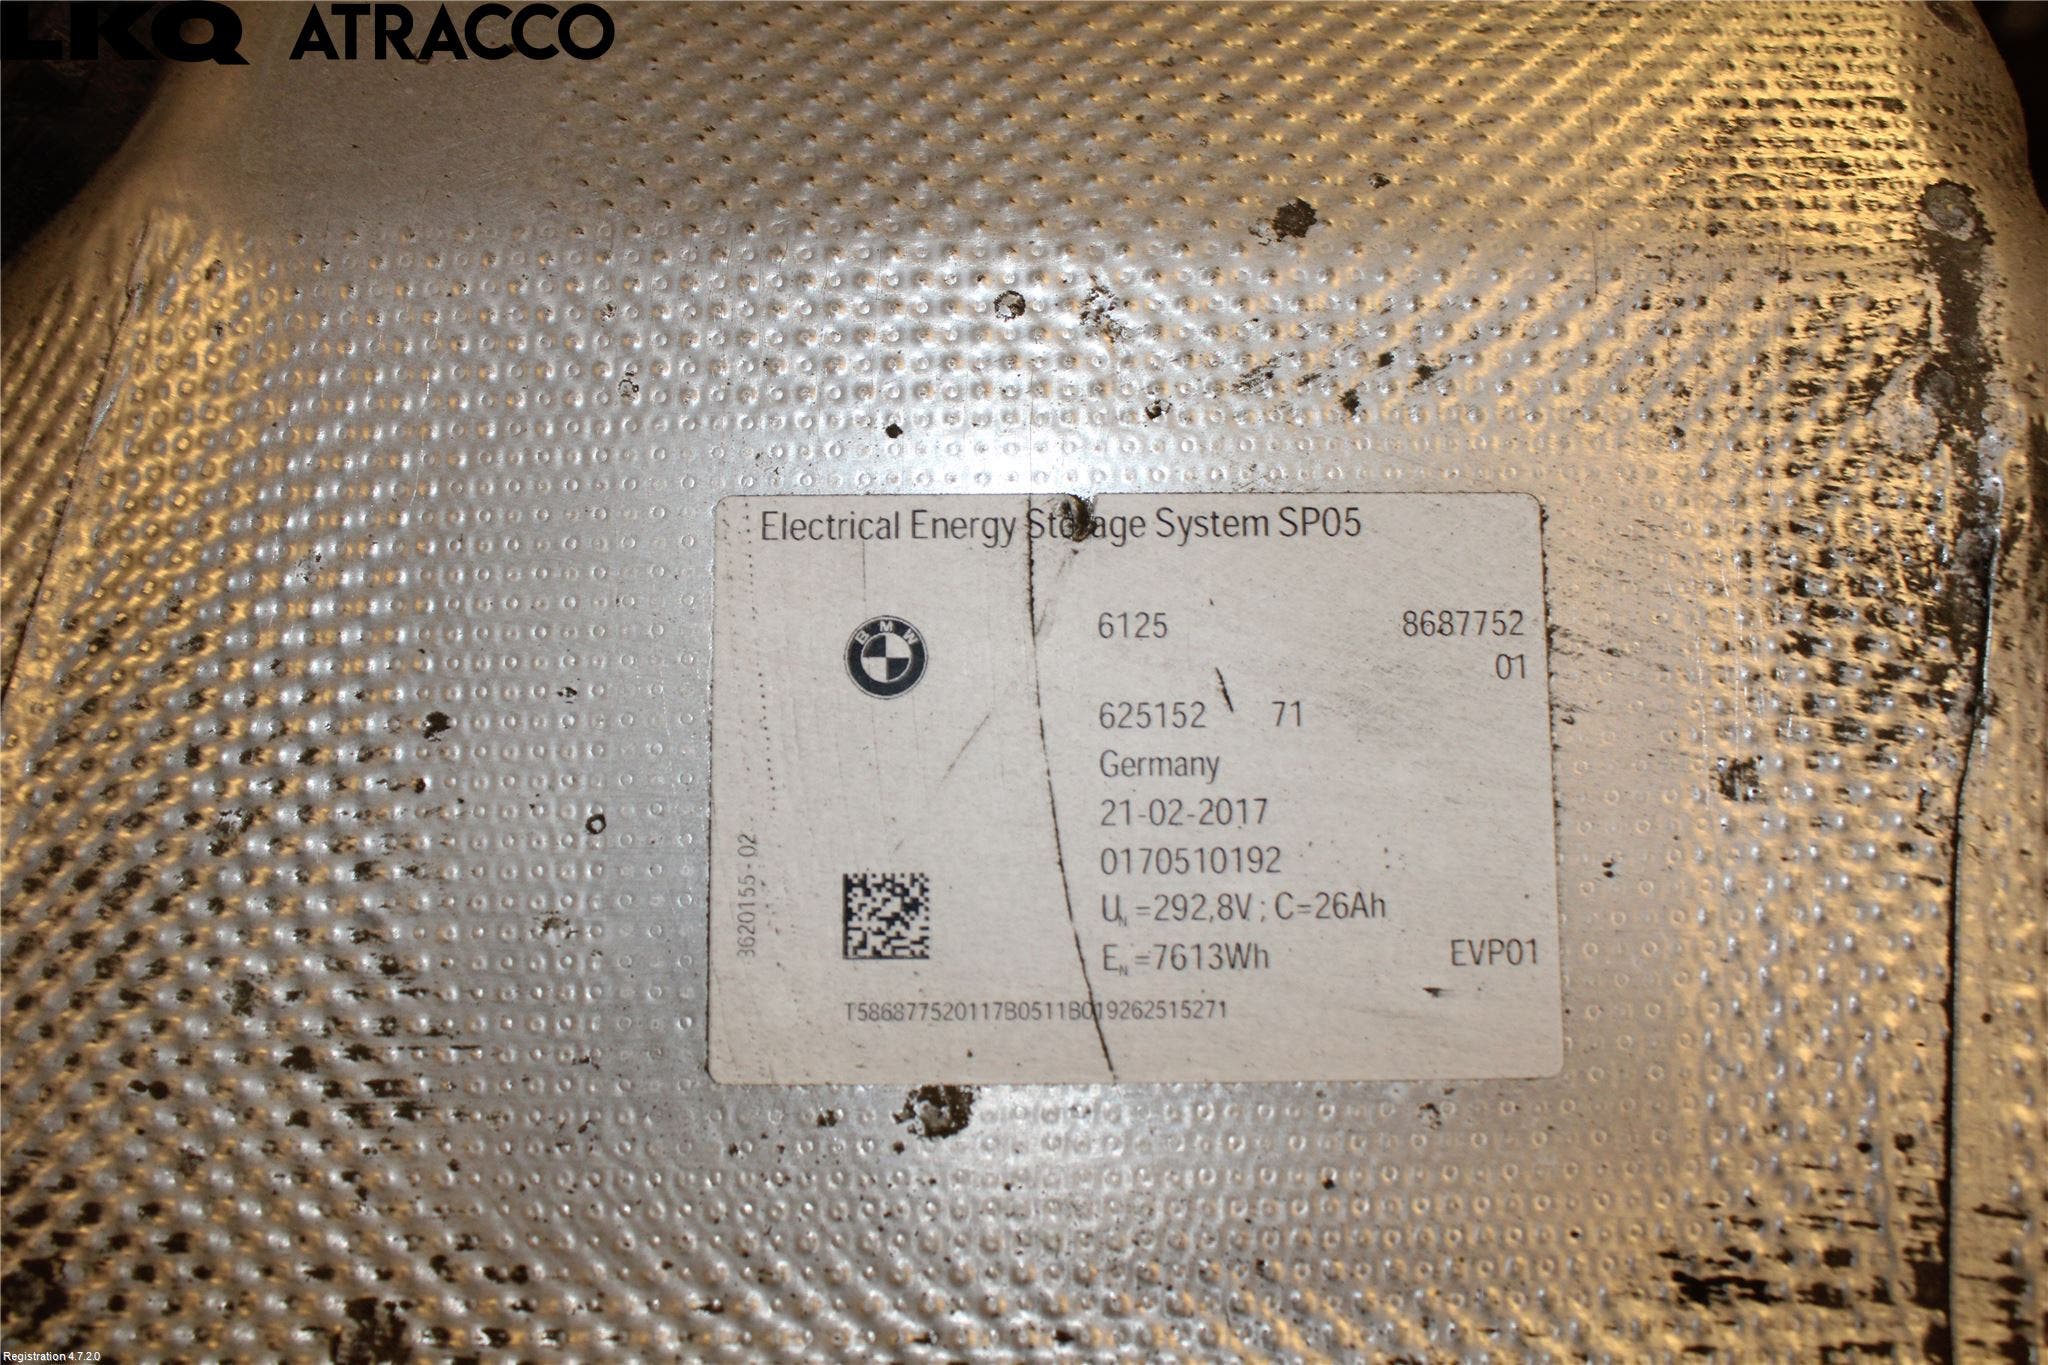 LKQ ATRACCO
Electrical Energy Storage System SP05
BMW
6125 8687752
01
625152 71
Germany
21-02-2017
0170510192
UN =292,8V ; C=26Ah
EN =7613Wh EVP01
T586877520117B0511B019262515271
3620155-02
Registration 4.7.2.0